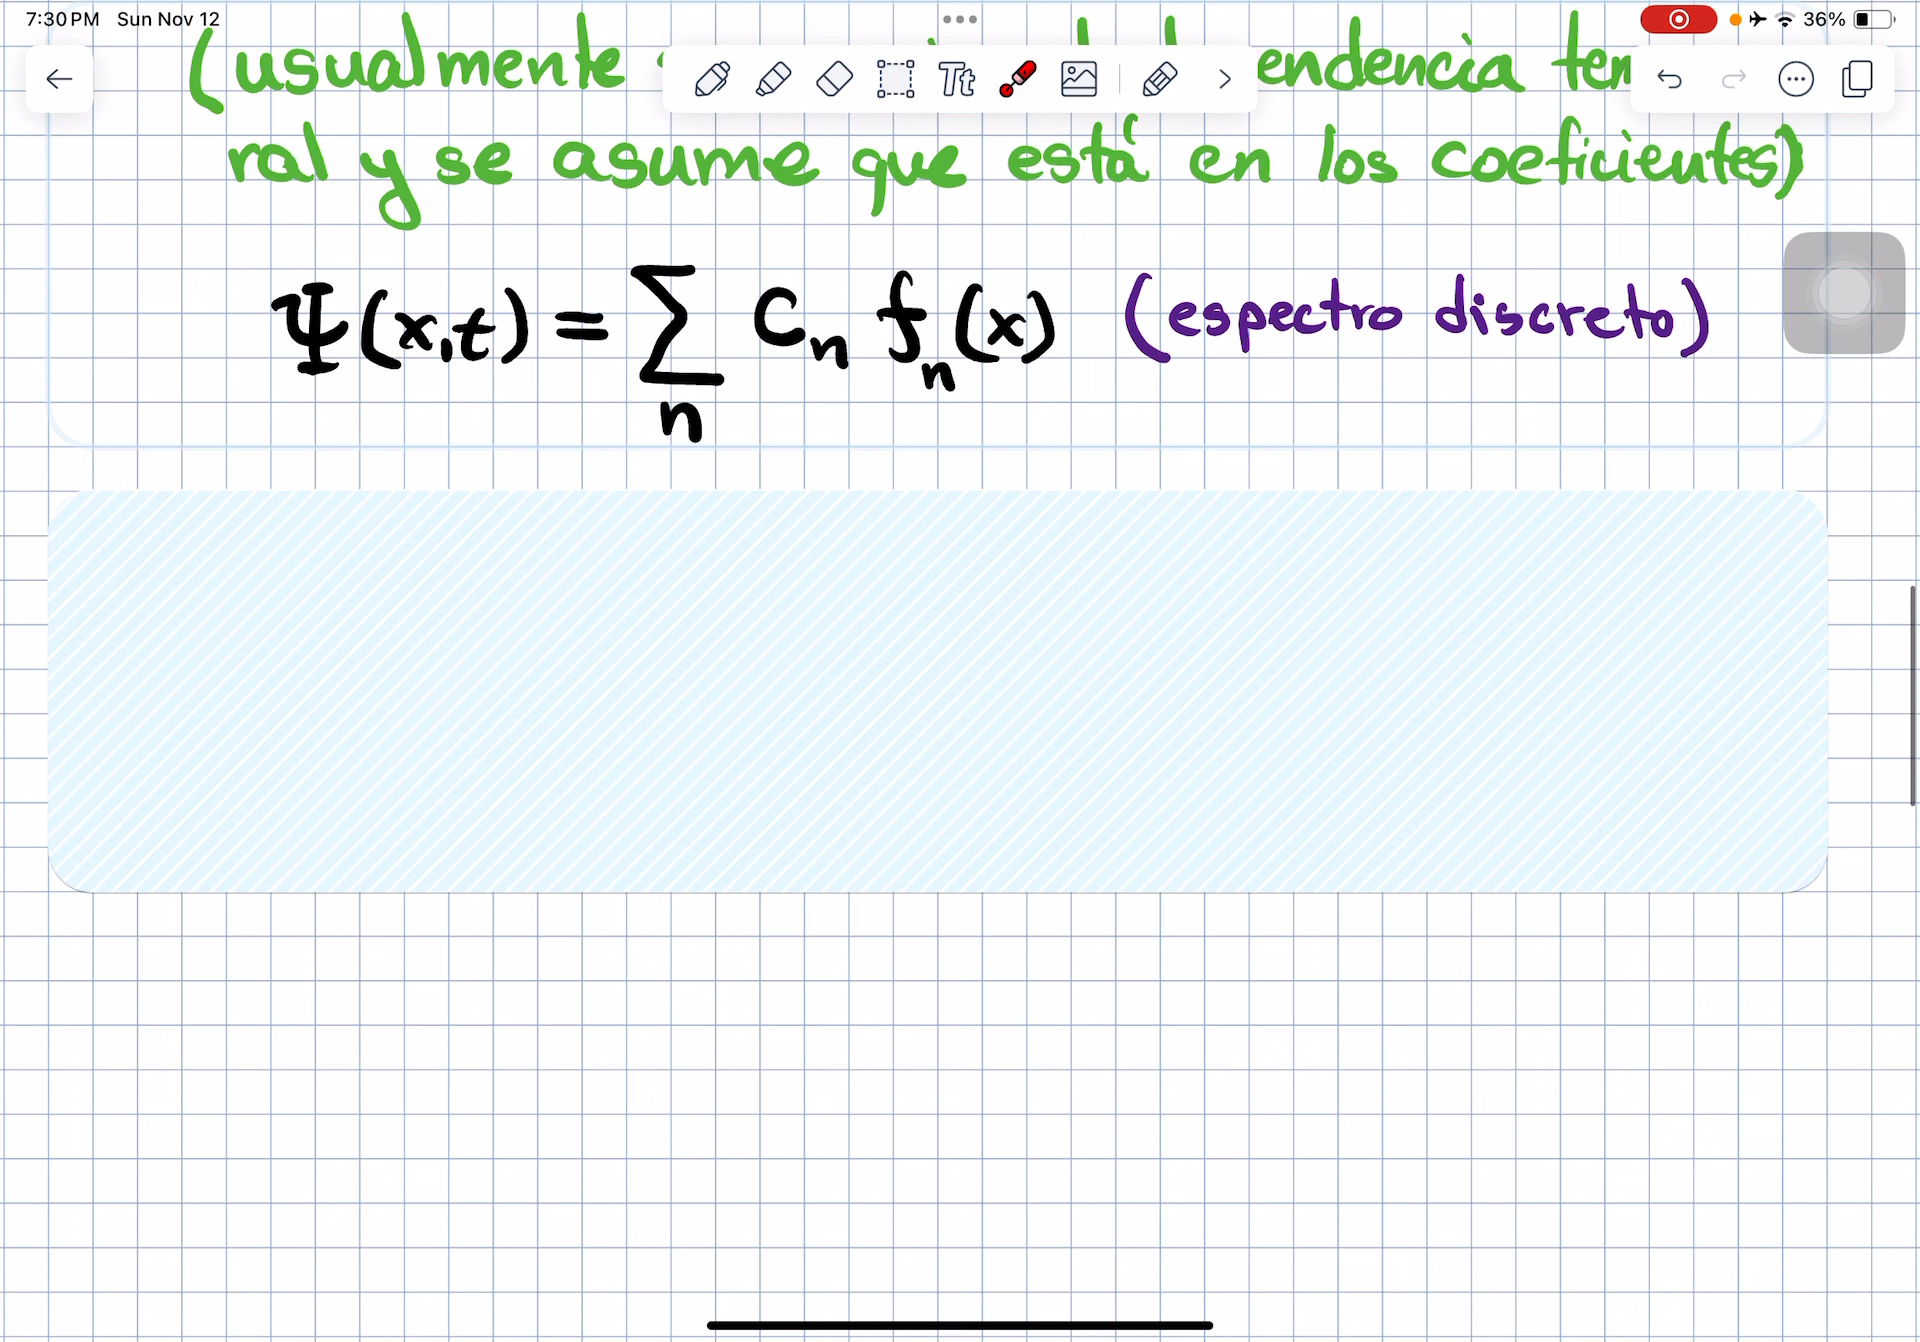 7:30 PM Sun Nov 12
36%
Tt
(usualmente endencia tem
ral y se asume que está en los coeficientes)
Ψ(x,t) = ∑ Cn fn(x) (espectro discreto)
n